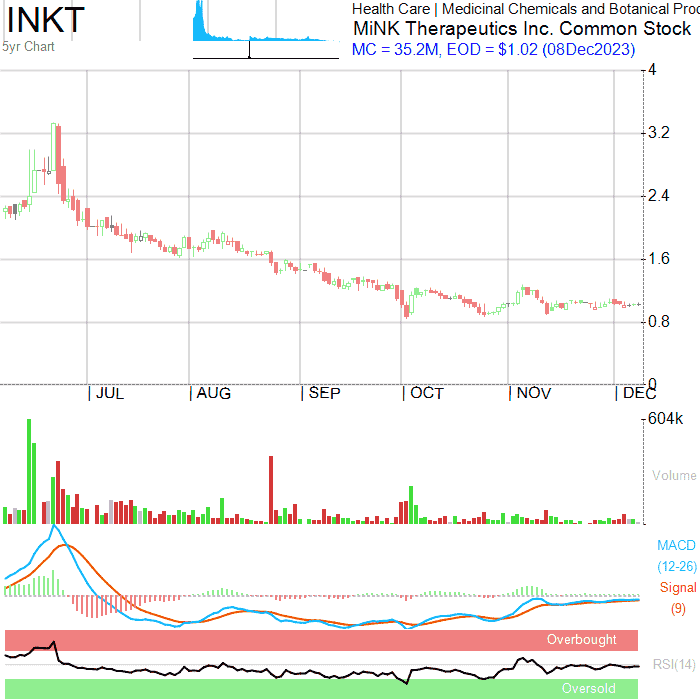 INKT
5yr Chart
Health Care | Medicinal Chemicals and Botanical Pro
MiNK Therapeutics Inc. Common Stock
MC = 35.2M, EOD = $1.02 (08Dec2023)
4
3.2
2.4
1.6
0.8
0
JUL AUG SEP OCT NOV DEC
604k
Volume
MACD
(12-26)
Signal
(9)
Overbought
RSI(14)
Oversold